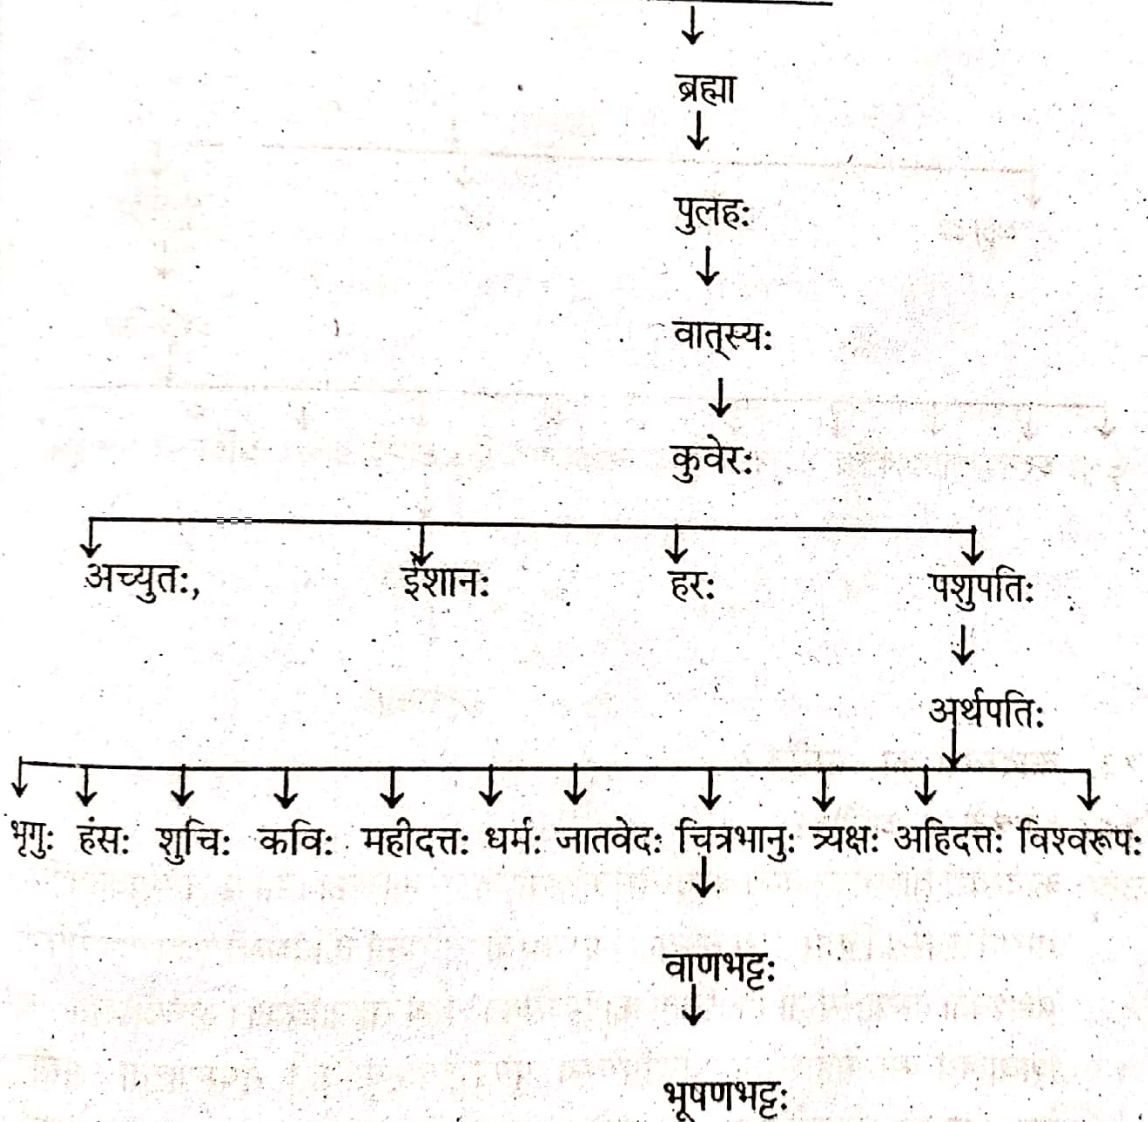 ब्रह्मा
पुलह:
वात्स्य:
कुवेर:
अच्युत:, ईशान: हर: पशुपति:
अर्थपति:
भृगु: हंस: शुचि: कवि: महीदत्त: धर्म: जातवेद: चित्रभानु: त्र्यक्ष: अहिदत्त: विश्वरूप:
वाणभट्ट:
भूषणभट्ट: